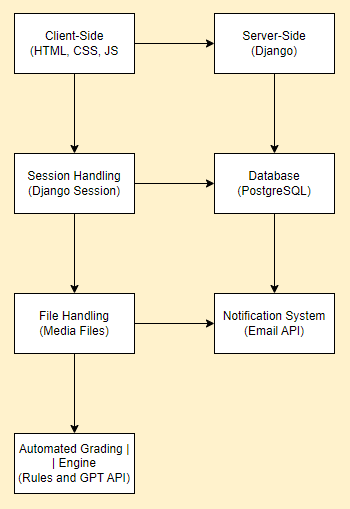 Client-Side
(HTML, CSS, JS
Server-Side
(Django)
Session Handling
(Django Session)
Database
(PostgreSQL)
File Handling
(Media Files)
Notification System
(Email API)
Automated Grading |
| Engine
(Rules and GPT API)